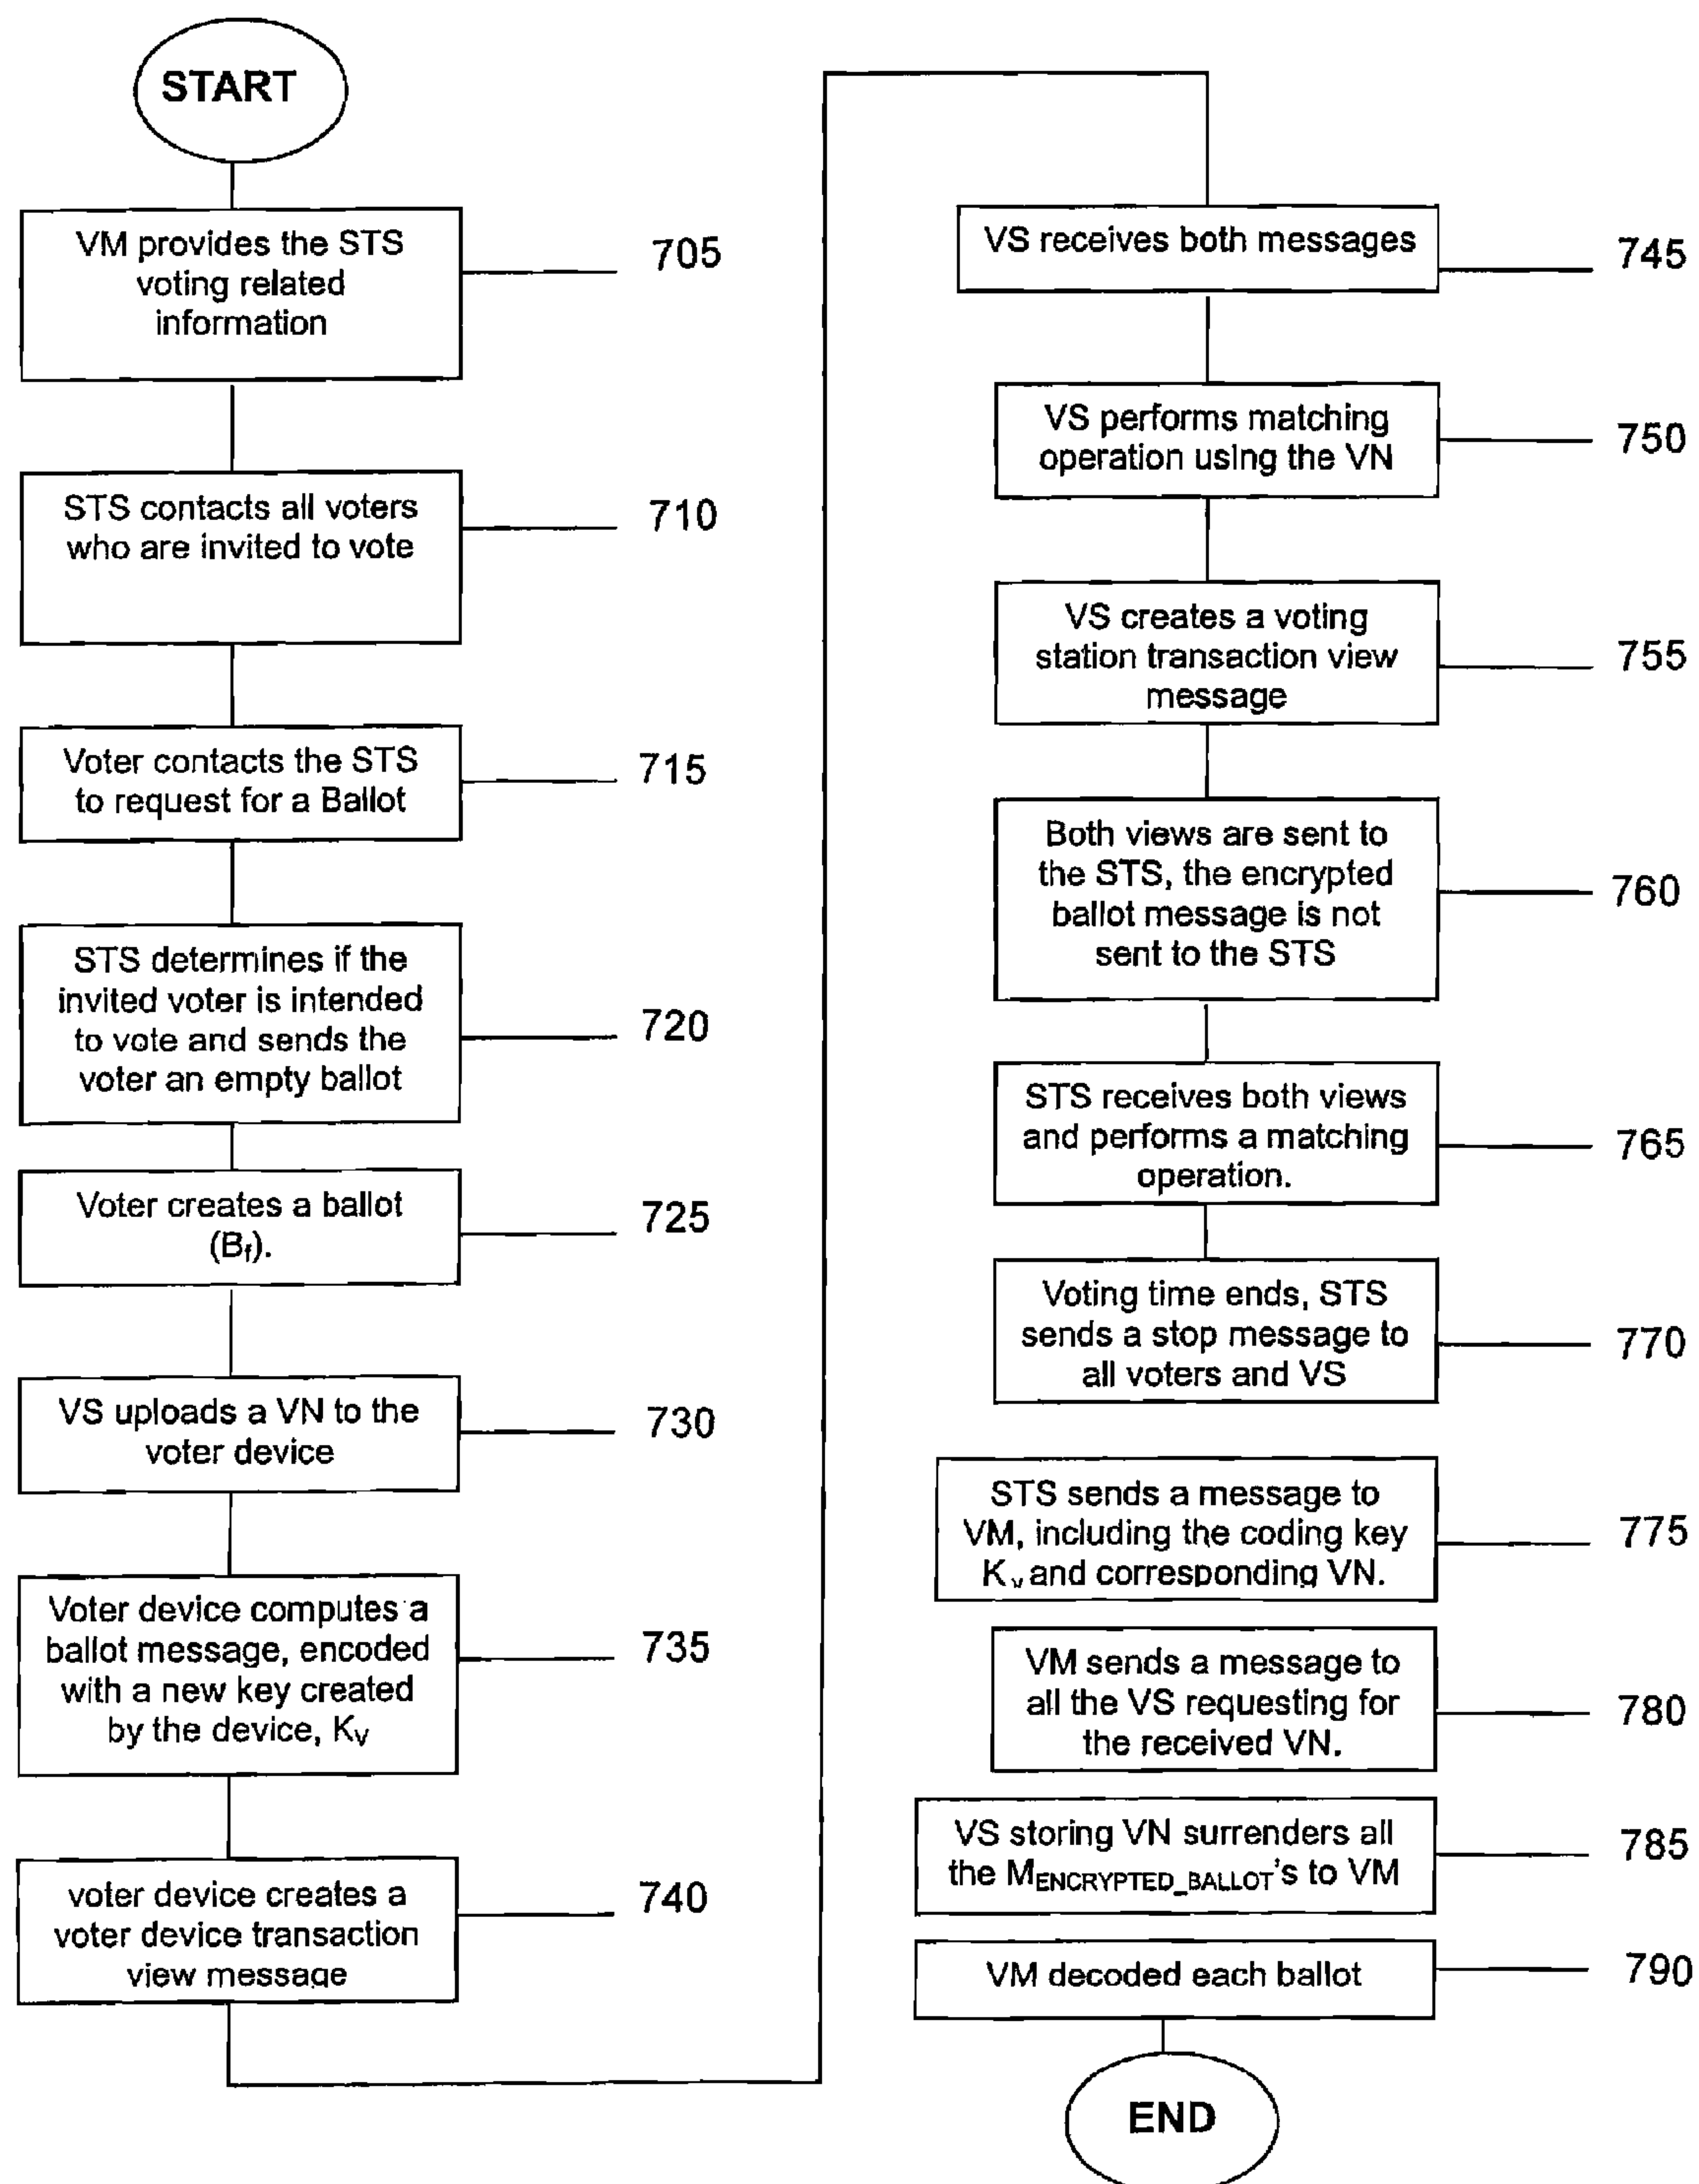 START
VM provides the STS
voting related
information
705
STS contacts all voters
who are invited to vote
710
Voter contacts the STS
to request for a Ballot
715
STS determines if the
invited voter is intended
to vote and sends the
voter an empty ballot
720
Voter creates a ballot
(Bf).
725
VS uploads a VN to the
voter device
730
Voter device computes a
ballot message, encoded
with a new key created
by the device, KV
735
voter device creates a
voter device transaction
view message
740
VS receives both messages
745
VS performs matching
operation using the VN
750
VS creates a voting
station transaction view
message
755
Both views are sent to
the STS, the encrypted
ballot message is not
sent to the STS
760
STS receives both views
and performs a matching
operation.
765
Voting time ends, STS
sends a stop message to
all voters and VS
770
STS sends a message to
VM, including the coding key
Kv and corresponding VN.
775
VM sends a message to
all the VS requesting for
the received VN.
780
VS storing VN surrenders all
the MENCRYPTED_BALLOT's to VM
785
VM decoded each ballot
790
END